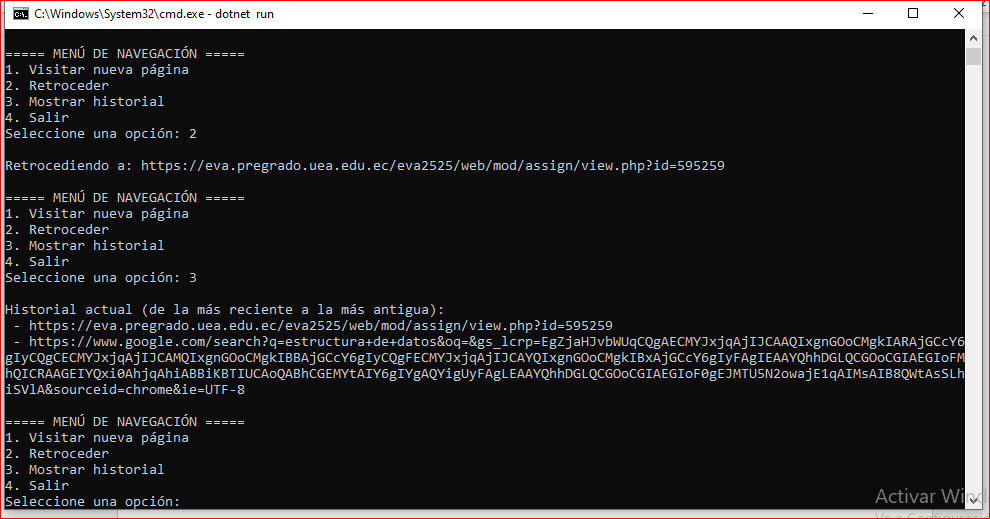 C:\Windows\System32\cmd.exe - dotnet run
===== MENÚ DE NAVEGACIÓN =====
1. Visitar nueva página
2. Retroceder
3. Mostrar historial
4. Salir
Seleccione una opción: 2
Retrocediendo a: https://eva.pregrado.uea.edu.ec/eva2525/web/mod/assign/view.php?id=595259
===== MENÚ DE NAVEGACIÓN =====
1. Visitar nueva página
2. Retroceder
3. Mostrar historial
4. Salir
Seleccione una opción: 3
Historial actual (de la más reciente a la más antigua):
- https://eva.pregrado.uea.edu.ec/eva2525/web/mod/assign/view.php?id=595259
- https://www.google.com/search?q=estructura+de+datos&oq=&gs_lcrp=EgZjaHJvbWUqCQgAECMYJxjqAjIJCAAQIxgnGOoCMgkIARAjGCcY6
gIyCQgCECMYJxjqAjIJCAMQIxgnGOoCMgkIBBAjGCcY6gIyCQgFECMYJxjqAjIJCAYQIxgnGOoCMgkIBxAjGCcY6gIyFAgIEAAYQhhDGLQCGOoCGIAEGIoFM
hQICRAAGEIYQxi0AhjqAhiABBiKBTIUCAoQABhCGEMYtAIY6gIYgAQYigUyFAgLEAAYQhhDGLQCGOoCGIAEGIoF0gEJMTU5N2owajE1qAIMsAIB8QWtAsSLh
iSVlA&sourceid=chrome&ie=UTF-8
===== MENÚ DE NAVEGACIÓN =====
1. Visitar nueva página
2. Retroceder
3. Mostrar historial
4. Salir
Seleccione una opción:
Activar Wind